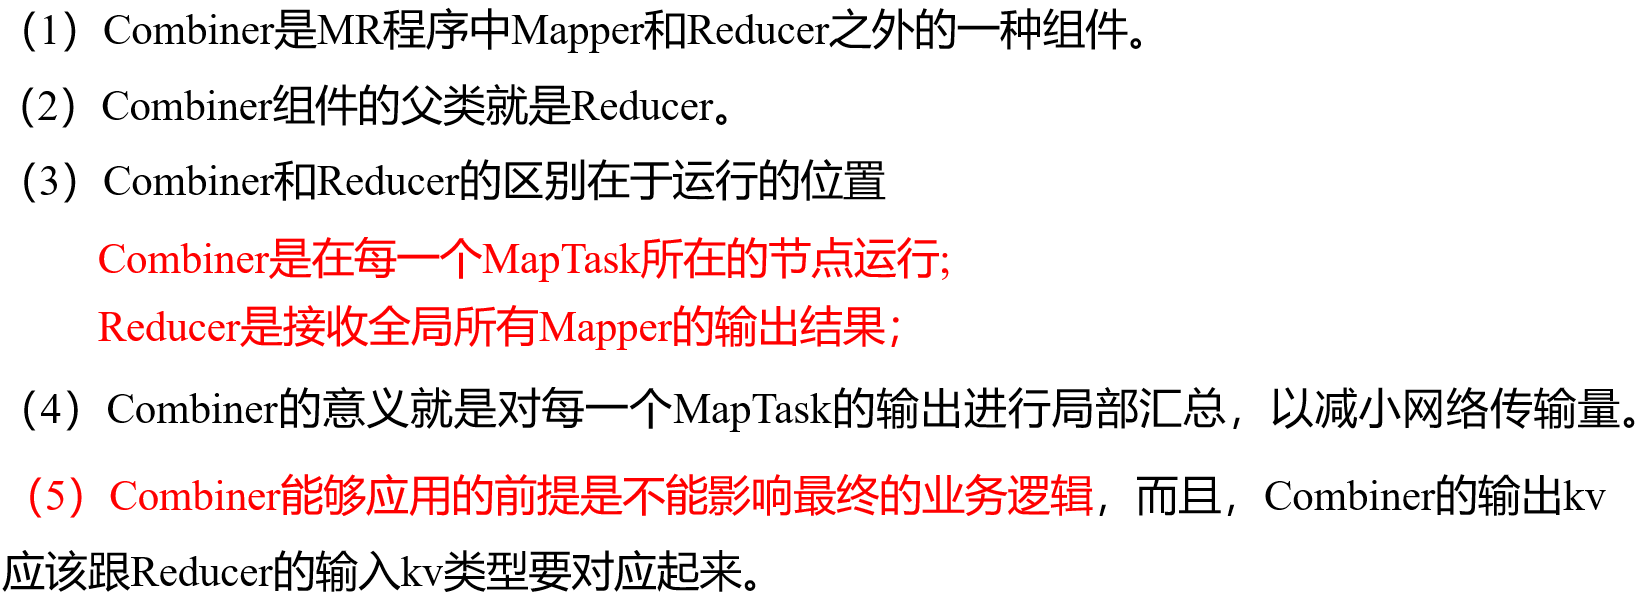 （1）Combiner是MR程序中Mapper和Reducer之外的一种组件。
（2）Combiner组件的父类就是Reducer。
（3）Combiner和Reducer的区别在于运行的位置
Combiner是在每一个MapTask所在的节点运行;
Reducer是接收全局所有Mapper的输出结果；
（4）Combiner的意义就是对每一个MapTask的输出进行局部汇总，以减小网络传输量。
（5）Combiner能够应用的前提是不能影响最终的业务逻辑，而且，Combiner的输出kv
应该跟Reducer的输入kv类型要对应起来。